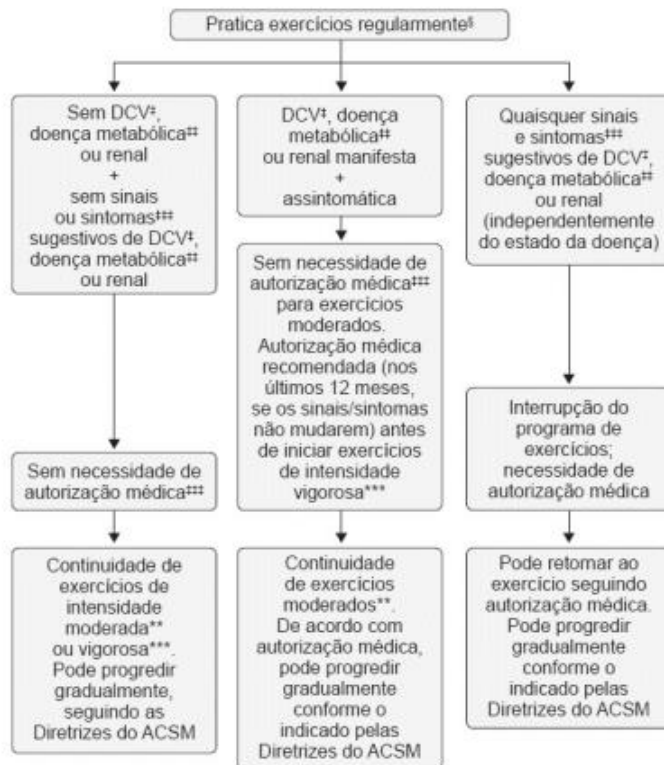 Pratica exercícios regularmente§
Sem DCV‡,
doença metabólica‡‡
ou renal
+
sem sinais
ou sintomas‡‡‡
sugestivos de DCV‡,
doença metabólica‡‡
ou renal
Sem necessidade de
autorização médica‡‡‡
Continuidade de
exercícios de
intensidade
moderada**
ou vigorosa***.
Pode progredir
gradualmente,
seguindo as
Diretrizes do ACSM
DCV‡, doença
metabólica‡‡
ou renal manifesta
+
assintomática
Sem necessidade de
autorização médica‡‡‡
para exercícios
moderados.
Autorização médica
recomendada (nos
últimos 12 meses,
se os sinais/sintomas
não mudarem) antes
de iniciar exercícios
de intensidade
vigorosa***
Continuidade
de exercícios
moderados**.
De acordo com
autorização médica,
pode progredir
gradualmente
conforme o
indicado pelas
Diretrizes do ACSM
Quaisquer sinais
e sintomas‡‡‡
sugestivos de DCV‡,
doença metabólica‡‡
ou renal
(independentemente
do estado da doença)
Interrupção do
programa de
exercícios;
necessidade de
autorização médica
Pode retornar ao
exercício seguindo
autorização médica.
Pode progredir
gradualmente
conforme o
indicado pelas
Diretrizes do ACSM